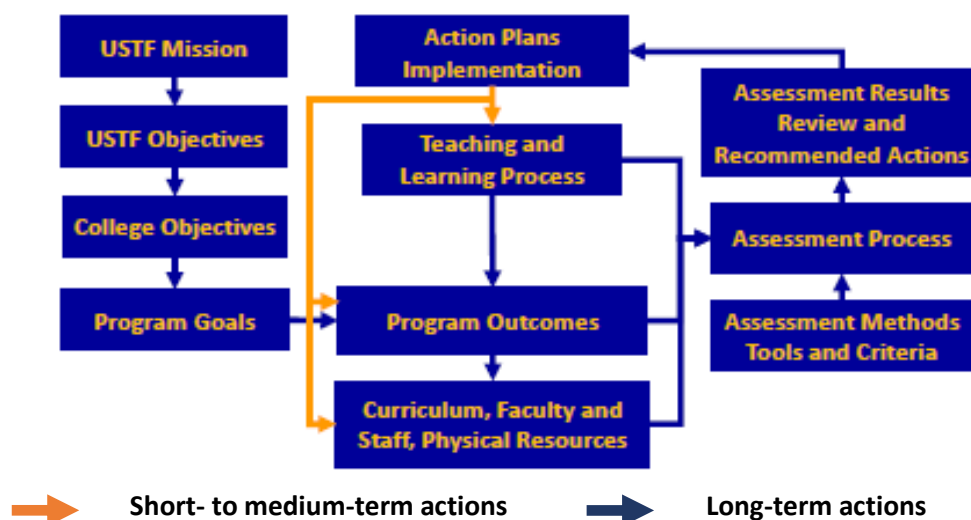 USTF Mission
USTF Objectives
College Objectives
Program Goals
Action Plans
Implementation
Teaching and
Learning Process
Program Outcomes
Curriculum, Faculty and
Staff, Physical Resources
Assessment Results
Review and
Recommended Actions
Assessment Process
Assessment Methods
Tools and Criteria
Short- to medium-term actions
Long-term actions